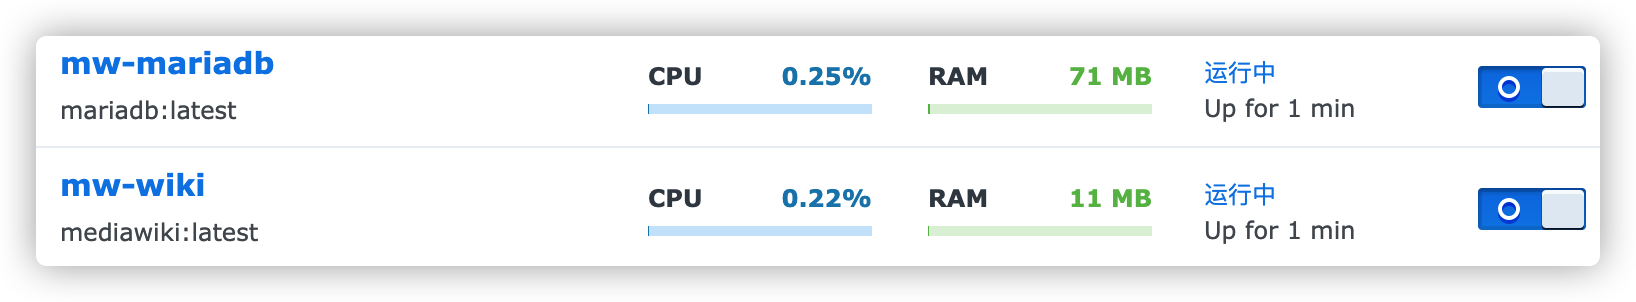 mw-mariadb
mariadb:latest
CPU 0.25%
RAM 71 MB
运行中
Up for 1 min
mw-wiki
mediawiki:latest
CPU 0.22%
RAM 11 MB
运行中
Up for 1 min